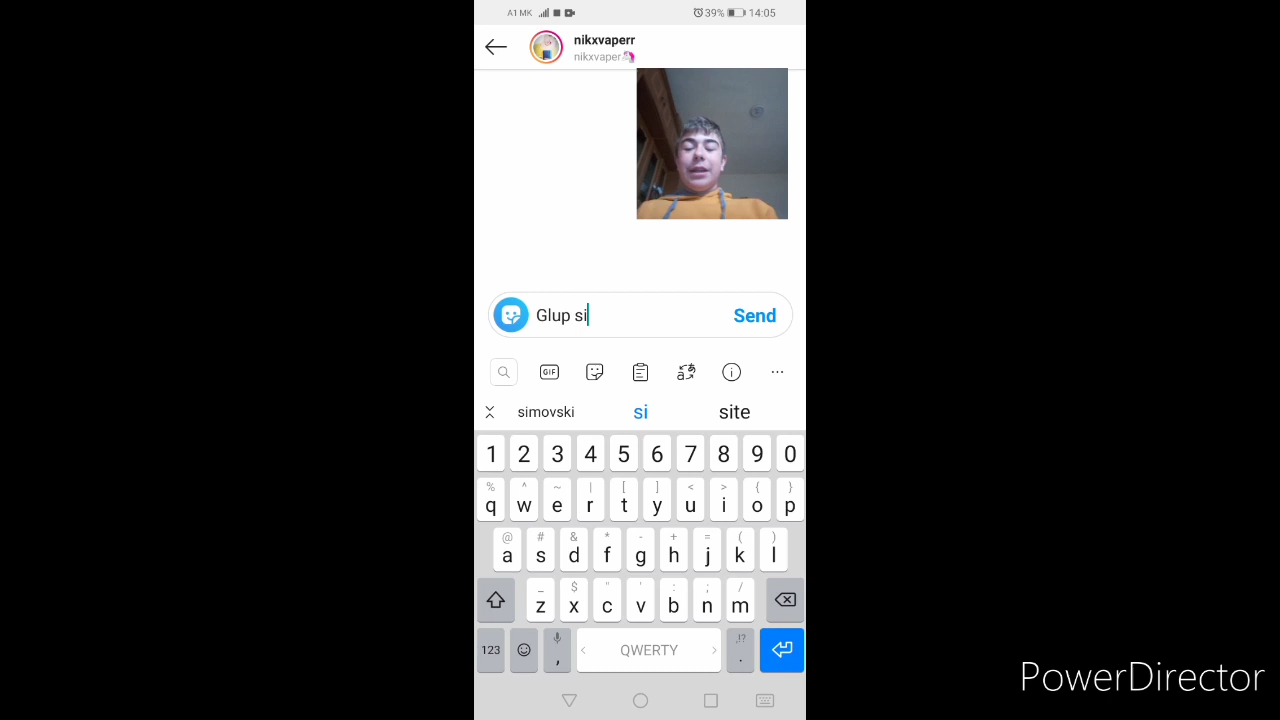 A1 MK 39% 14:05
nikxvaperr
nikxvaper🦄
Glup si Send
GIF
simovski si site
1 2 3 4 5 6 7 8 9 0
% ^ ~ | [ ] < > { }
q w e r t y u i o p
@ # & * - + = ( )
a s d f g h j k l
_ $ " ' : ; /
z x c v b n m
123 , QWERTY ,!? .
PowerDirector